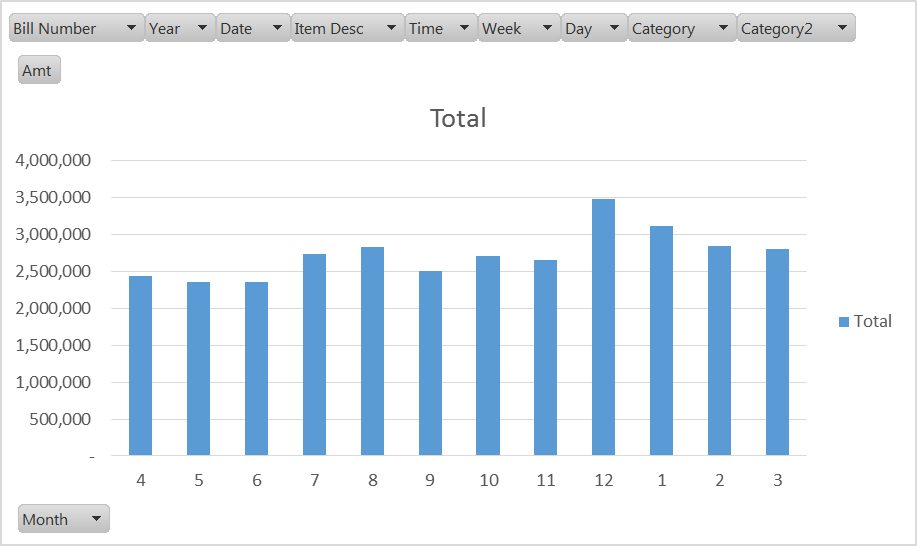 Bill Number Year Date Item Desc Time Week Day Category Category2
Amt
Total
4,000,000
3,500,000
3,000,000
2,500,000
2,000,000
1,500,000
1,000,000
500,000
-
Total
4 5 6 7 8 9 10 11 12 1 2 3
Month